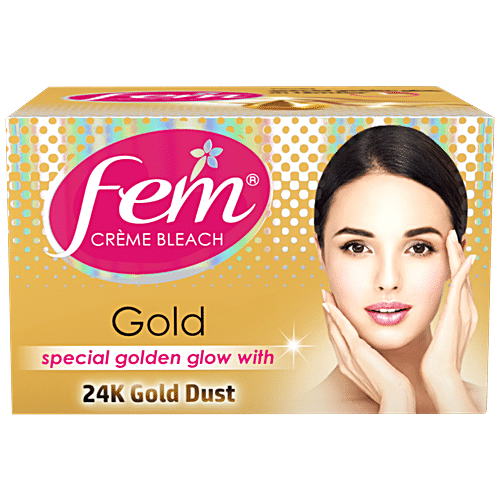 fem®
CRÈME BLEACH
Gold
special golden glow with
24K Gold Dust